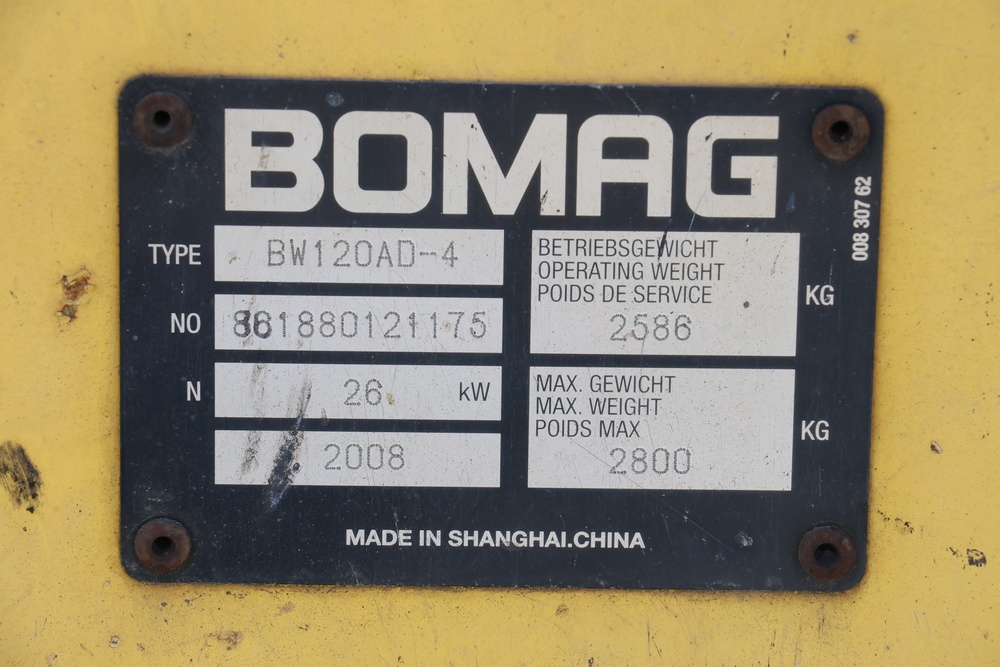 BOMAG
TYPE BW120AD-4
NO 861880121175
N 26 kW
2008
BETRIEBSGEWICHT
OPERATING WEIGHT
POIDS DE SERVICE
2586 KG
MAX. GEWICHT
MAX. WEIGHT
POIDS MAX
2800 KG
008 307 62
MADE IN SHANGHAI.CHINA